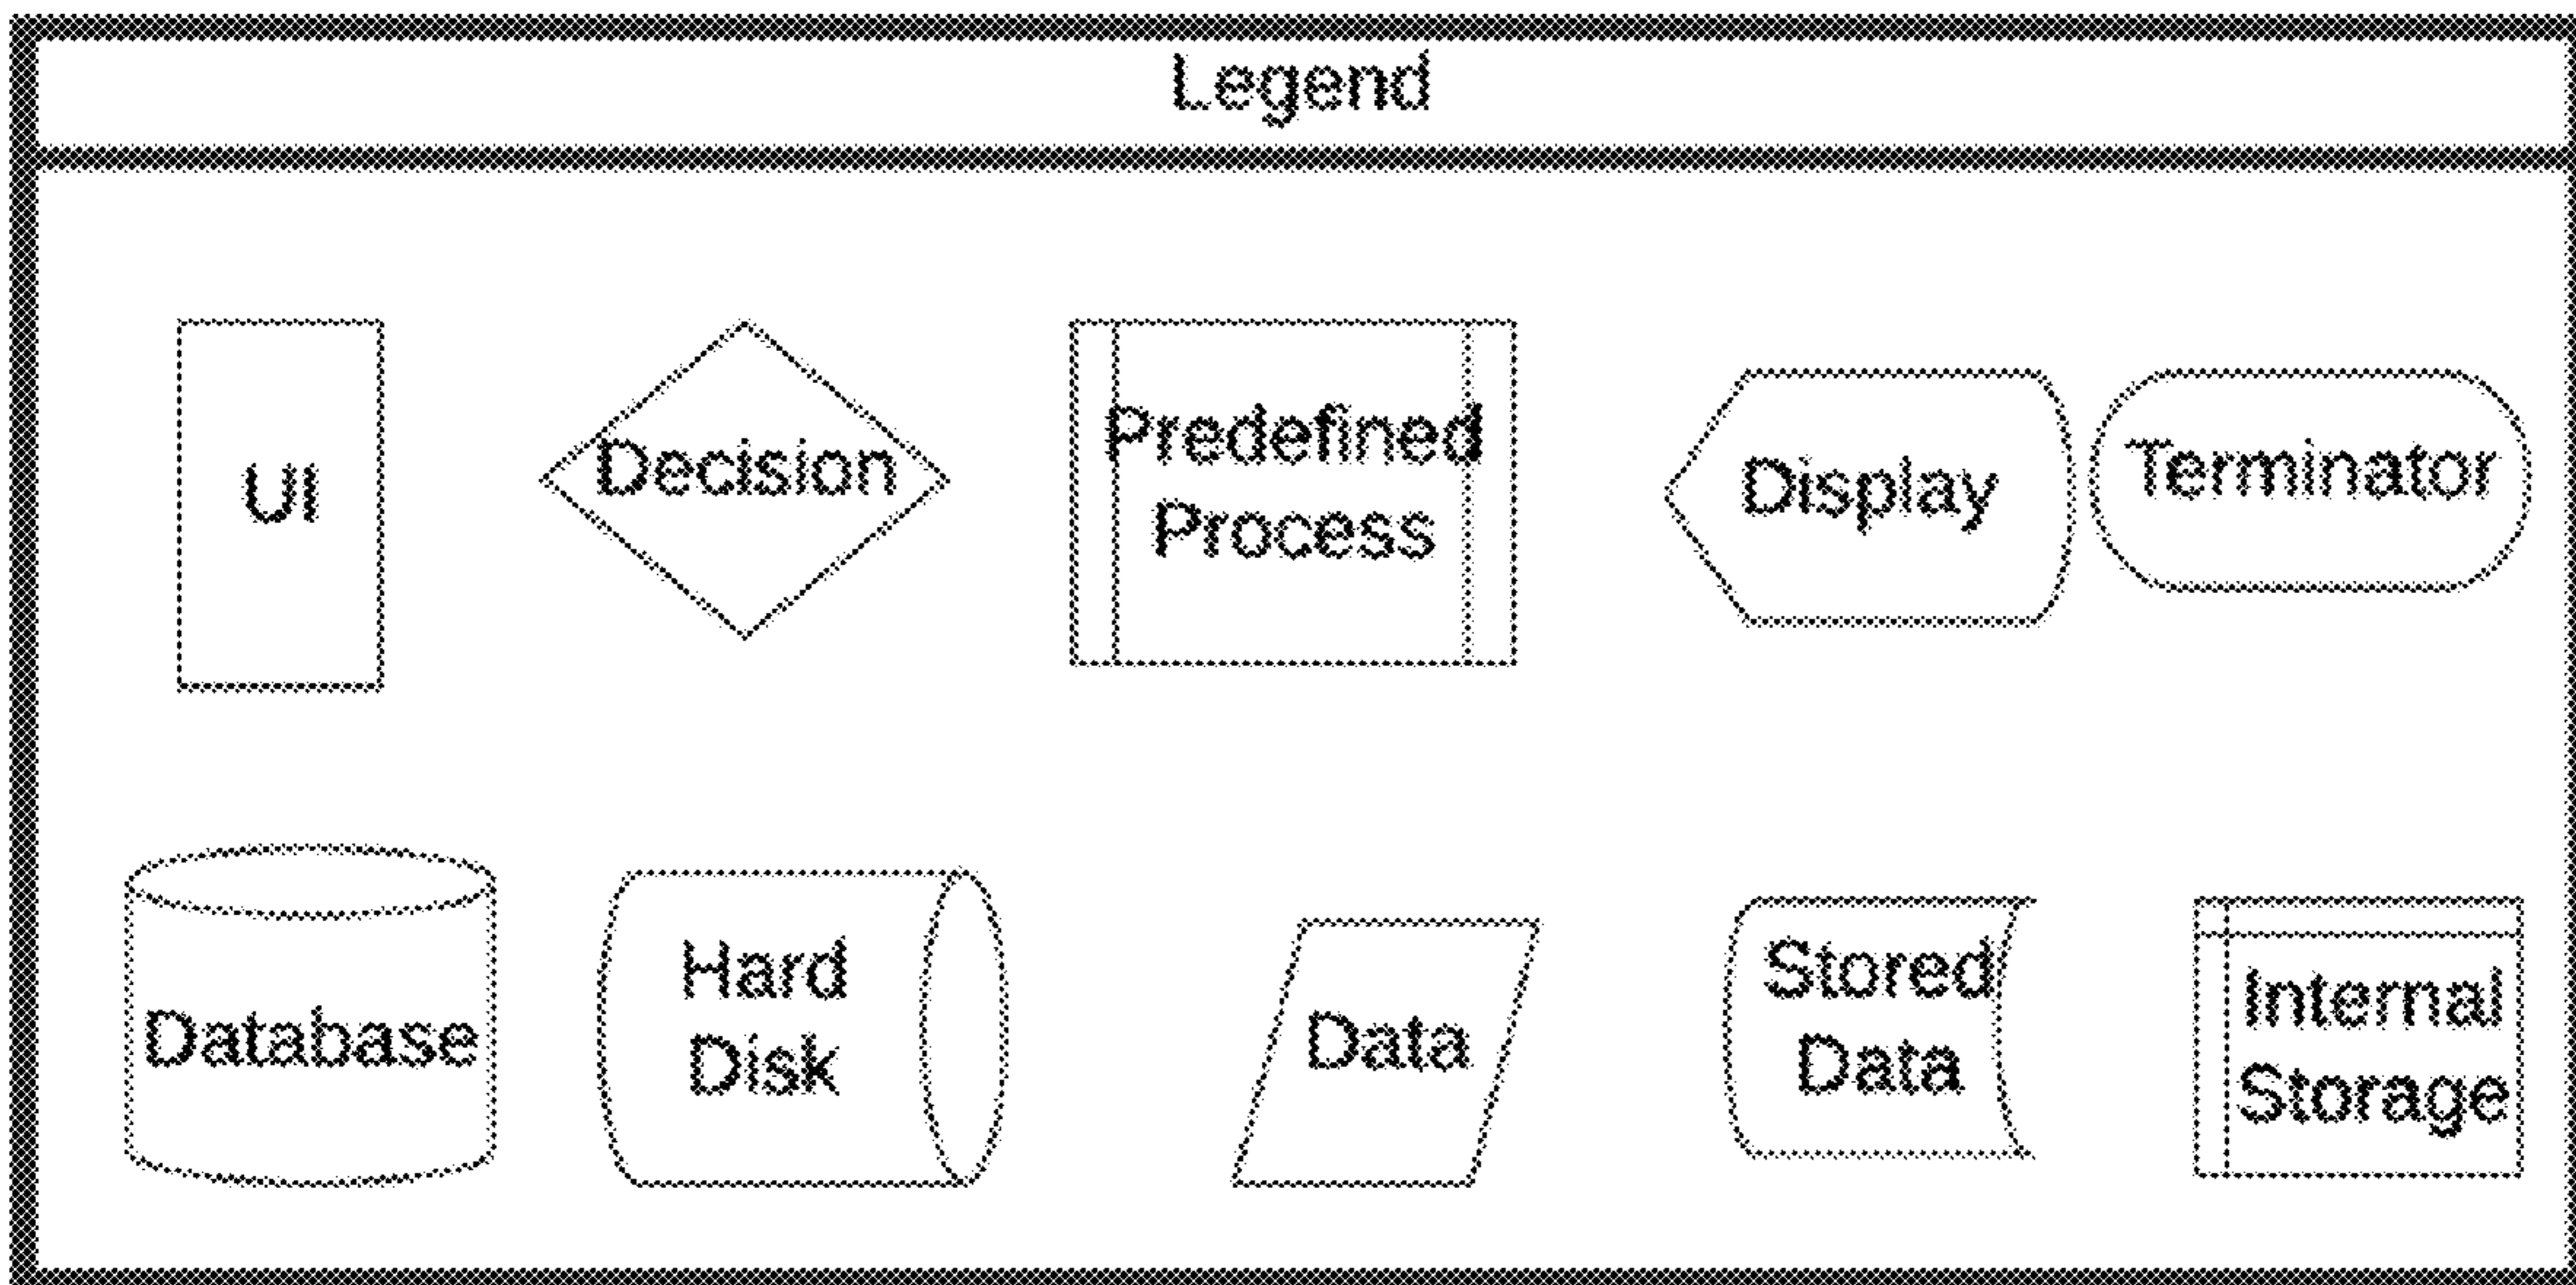 Legend
UI
Decision
Predefined
Process
Display
Terminator
Database
Hard
Disk
Data
Stored
Data
Internal
Storage